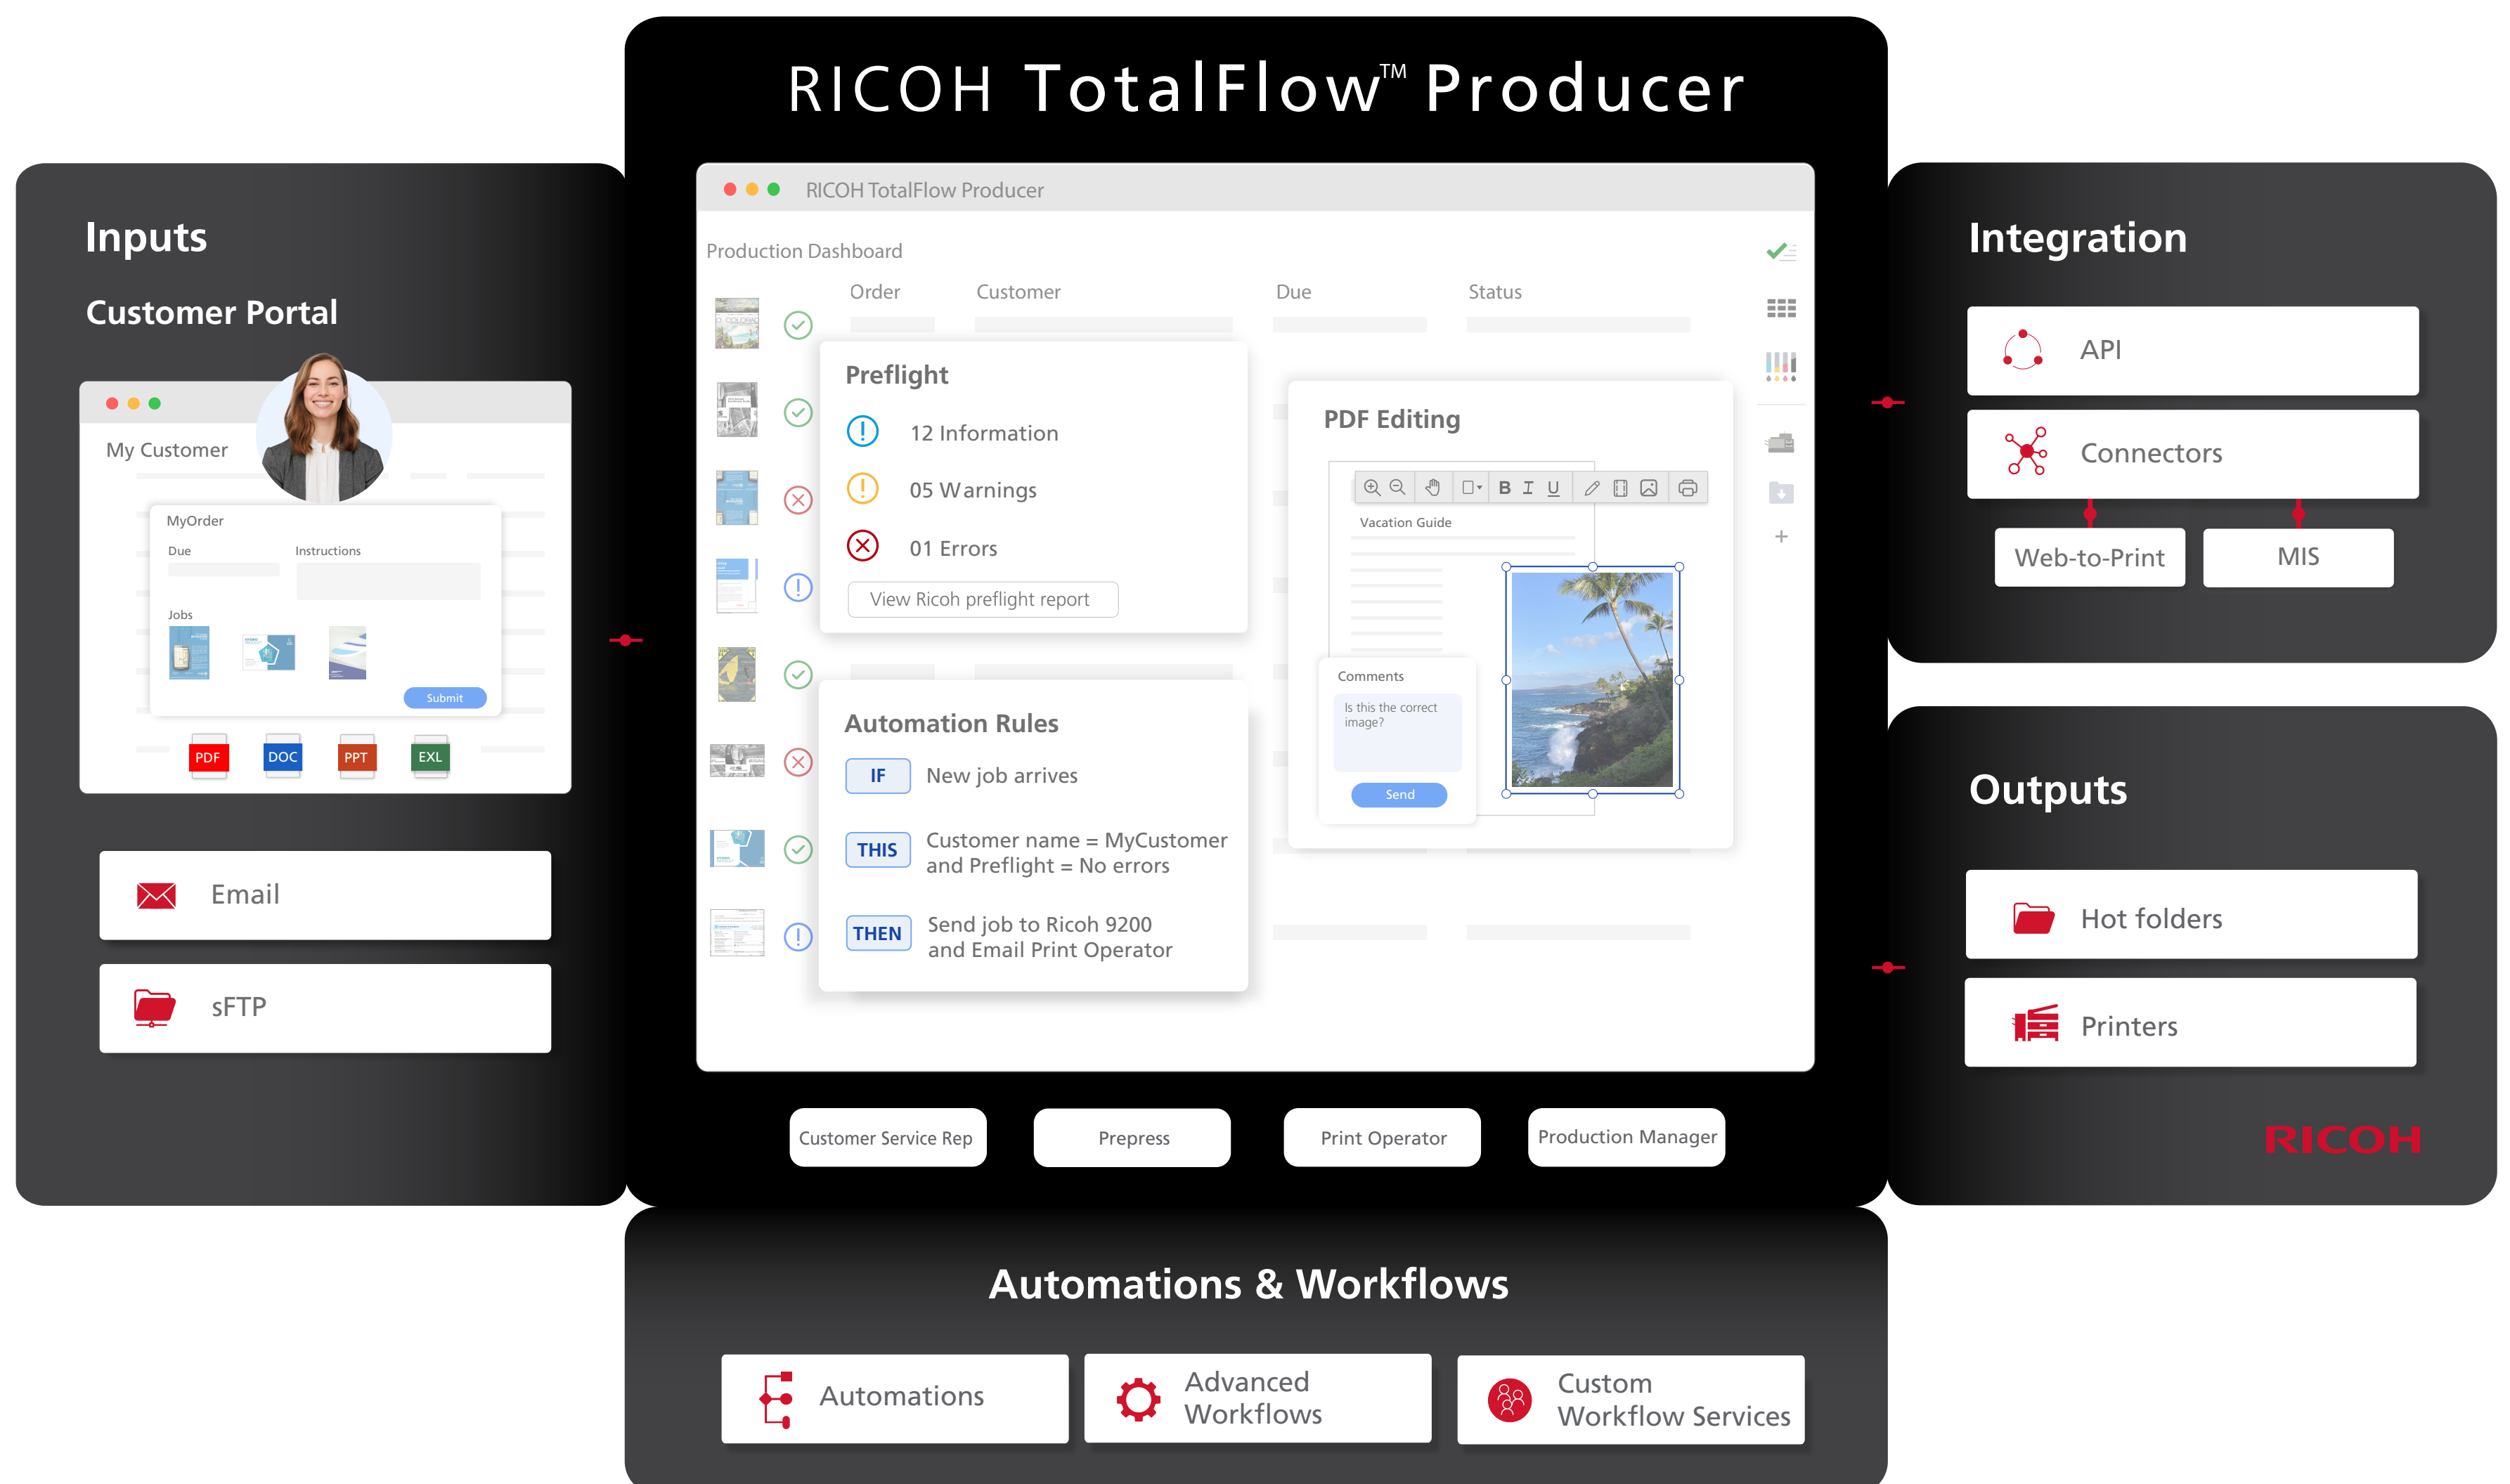 RICOH TotalFlow™ Producer
Inputs
Customer Portal
My Customer
MyOrder
Due
Instructions
Jobs
Submit
PDF
DOC
PPT
EXL
Email
sFTP
RICOH TotalFlow Producer
Production Dashboard
Order
Customer
Due
Status
Preflight
12 Information
05 Warnings
01 Errors
View Ricoh preflight report
Automation Rules
IF
New job arrives
THIS
Customer name = MyCustomer
and Preflight = No errors
THEN
Send job to Ricoh 9200
and Email Print Operator
PDF Editing
B I U
Vacation Guide
Comments
Is this the correct
image?
Send
Customer Service Rep
Prepress
Print Operator
Production Manager
Integration
API
Connectors
Web-to-Print
MIS
Outputs
Hot folders
Printers
RICOH
Automations & Workflows
Automations
Advanced
Workflows
Custom
Workflow Services